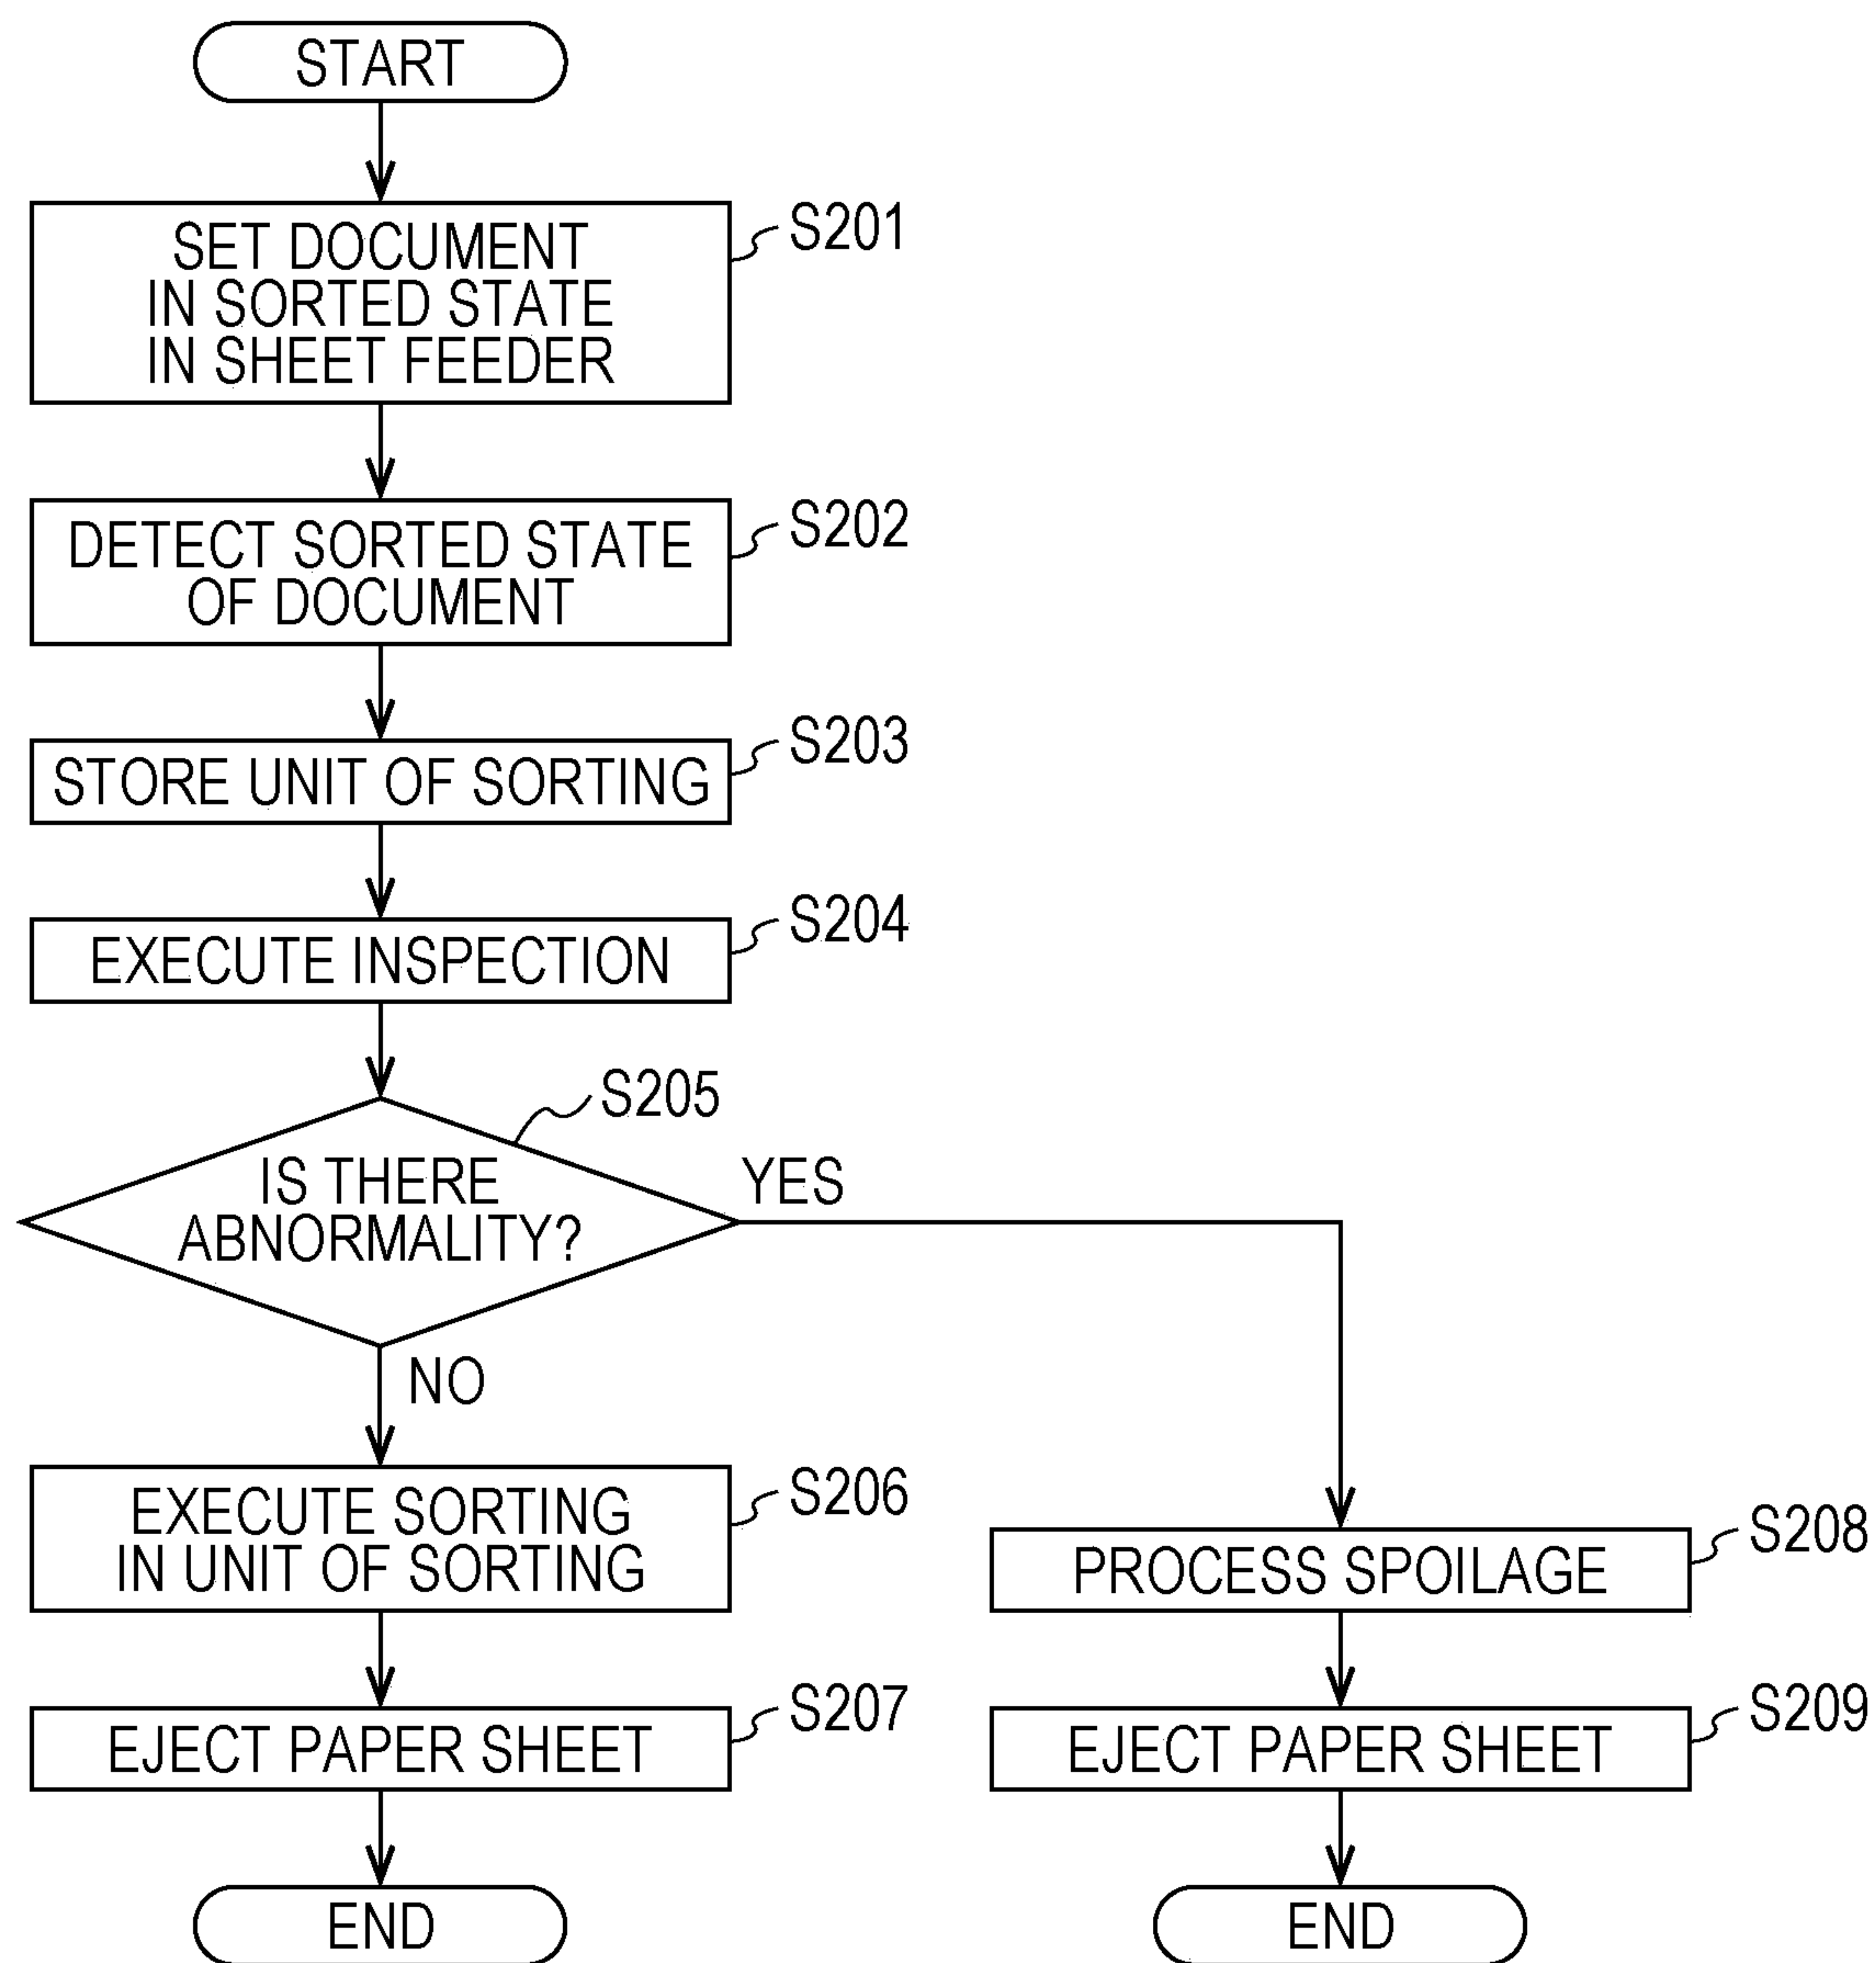 START
SET DOCUMENT
IN SORTED STATE
IN SHEET FEEDER
S201
DETECT SORTED STATE
OF DOCUMENT
S202
STORE UNIT OF SORTING
S203
EXECUTE INSPECTION
S204
IS THERE
ABNORMALITY?
S205
YES
NO
EXECUTE SORTING
IN UNIT OF SORTING
S206
EJECT PAPER SHEET
S207
END
PROCESS SPOILAGE
S208
EJECT PAPER SHEET
S209
END